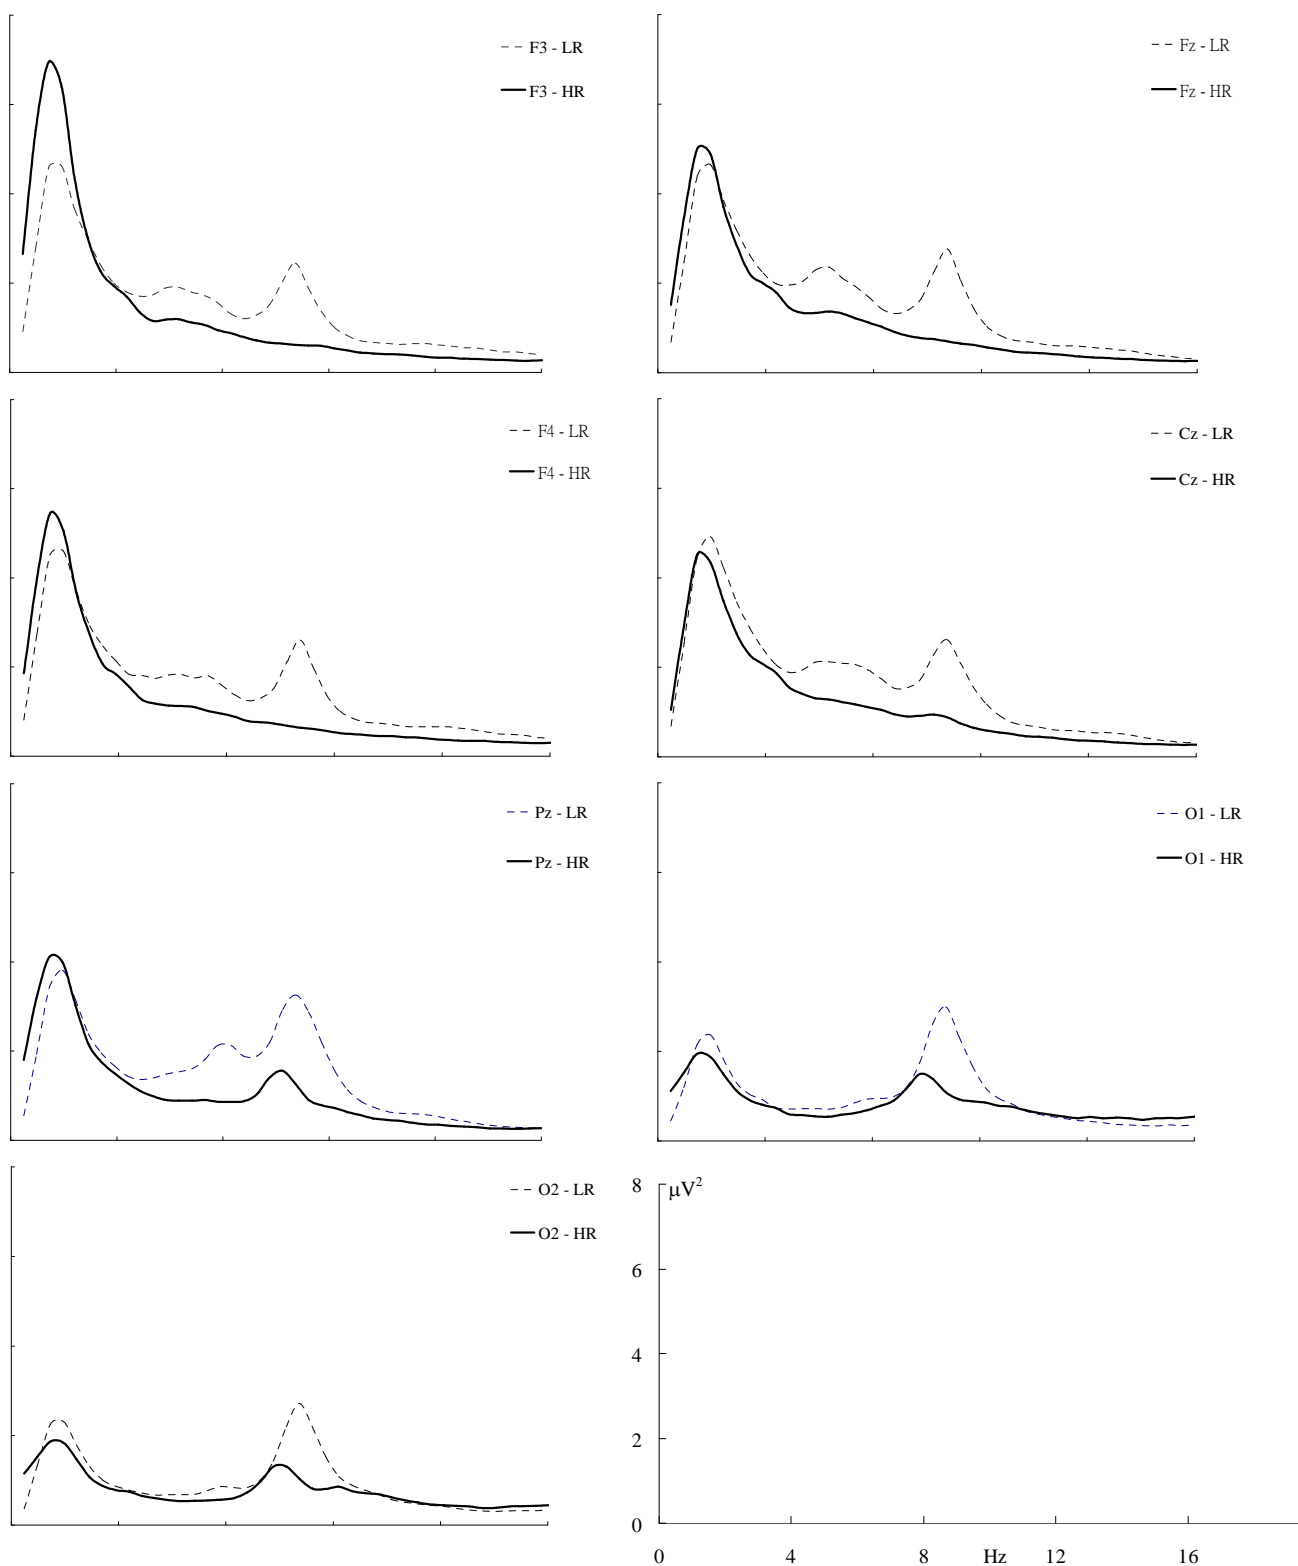 F3 - LR
F3 - HR
Fz - LR
Fz - HR
F4 - LR
F4 - HR
Cz - LR
Cz - HR
Pz - LR
Pz - HR
O1 - LR
O1 - HR
O2 - LR
O2 - HR
8 μV²
6
4
2
0
0 4 8 Hz 12 16